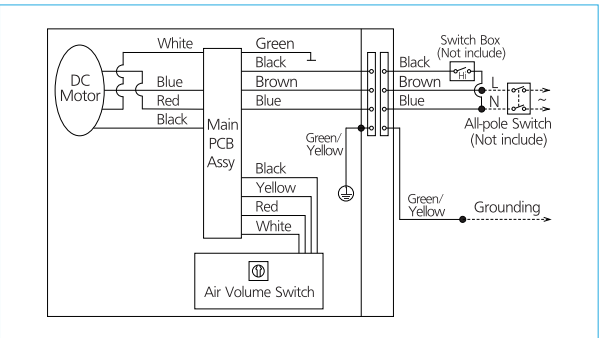 White
Green
Switch Box
(Not include)
Black
Black
Hi
DC
Motor
Blue
Brown
Brown
L
Red
Blue
Blue
N
~
Black
Main
PCB
Assy
Green/
Yellow
All-pole Switch
(Not include)
Black
Yellow
Red
White
Green/
Yellow
Grounding
Air Volume Switch